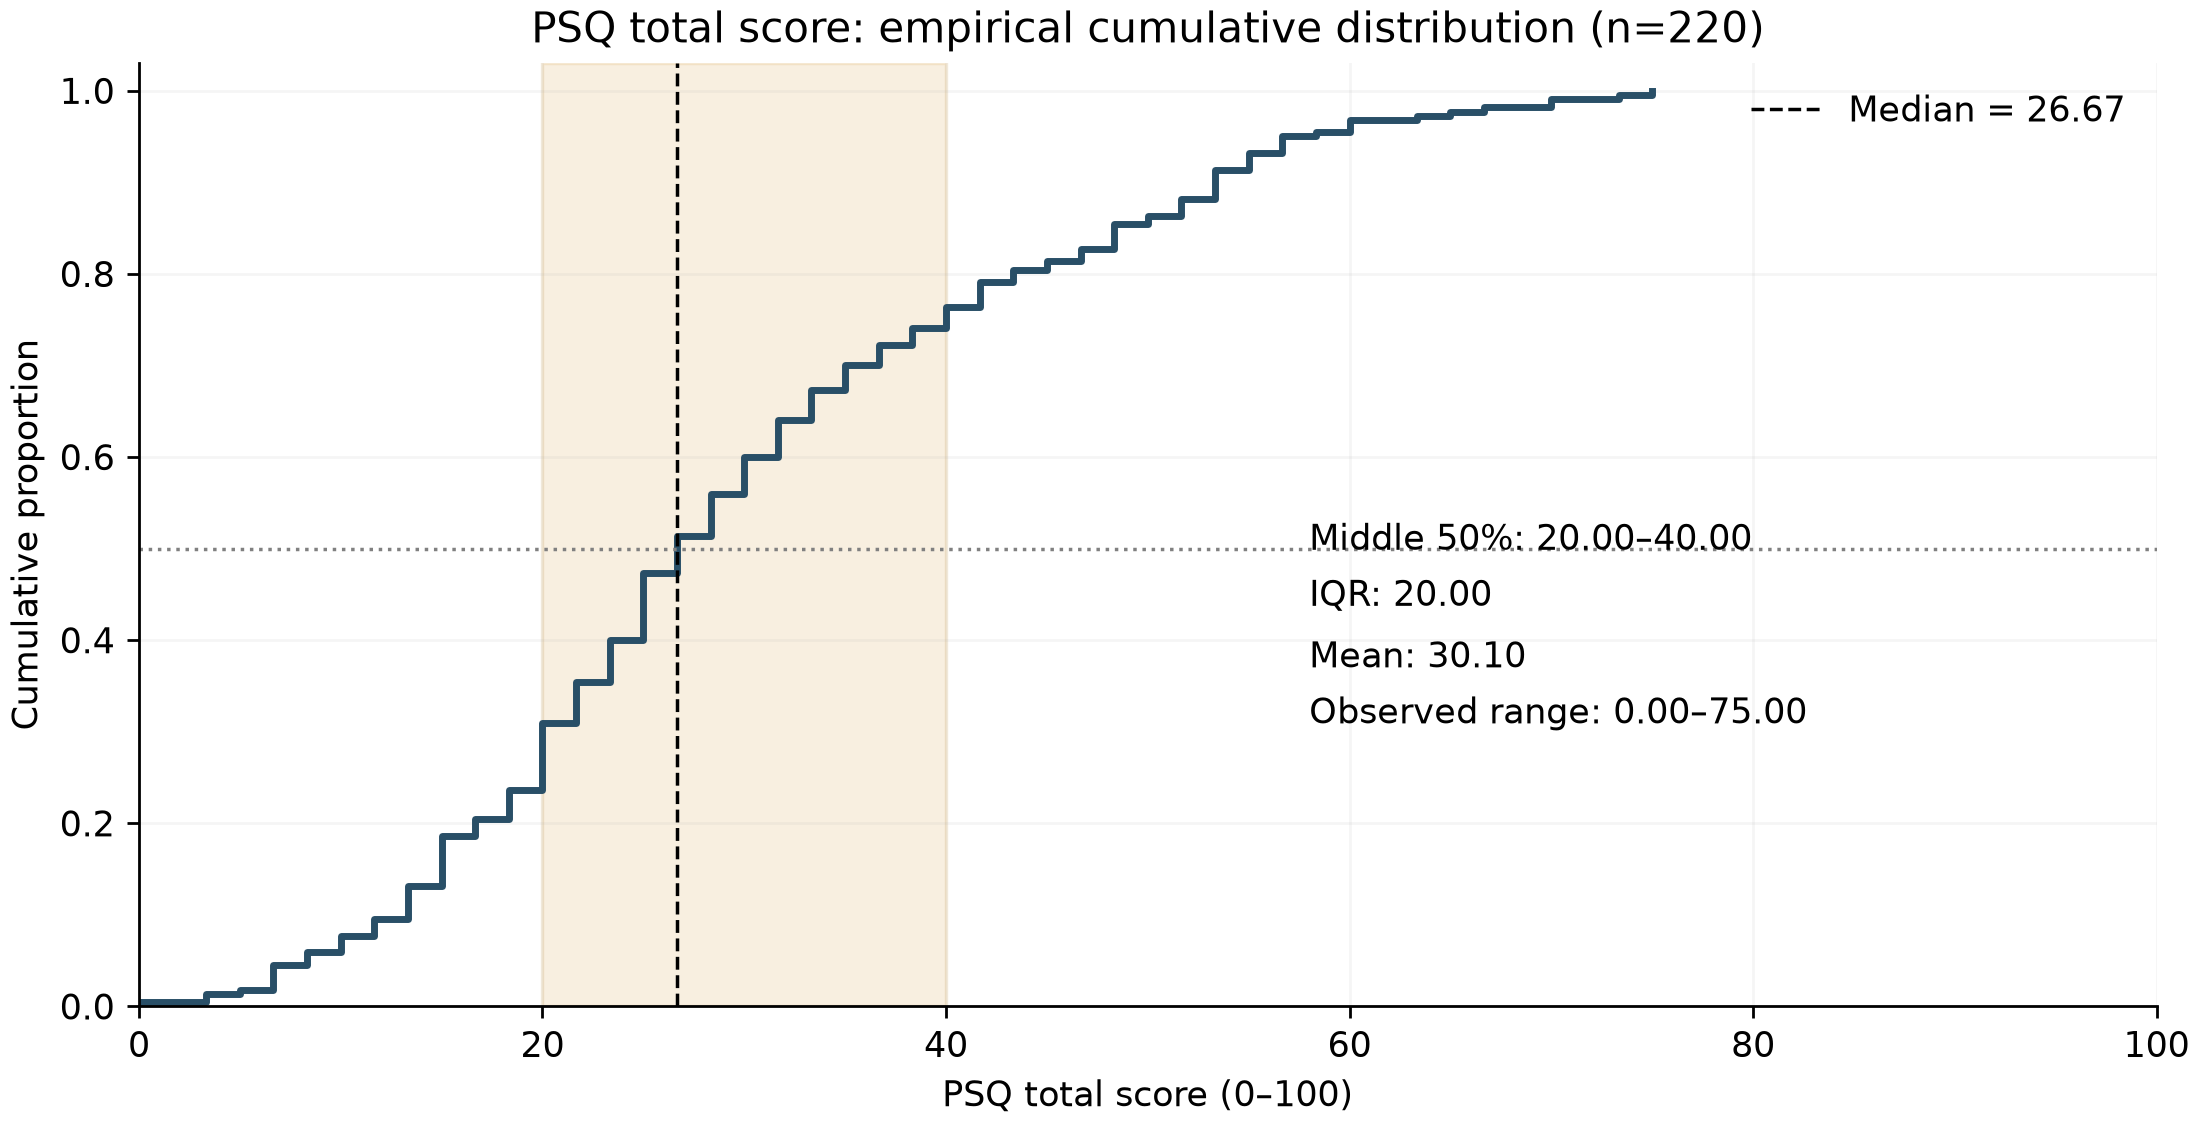 PSQ total score: empirical cumulative distribution (n=220)
1.0
0.8
0.6
0.4
0.2
0.0
Cumulative proportion
Median = 26.67
Middle 50%: 20.00–40.00
IQR: 20.00
Mean: 30.10
Observed range: 0.00–75.00
0 20 40 60 80 100
PSQ total score (0–100)